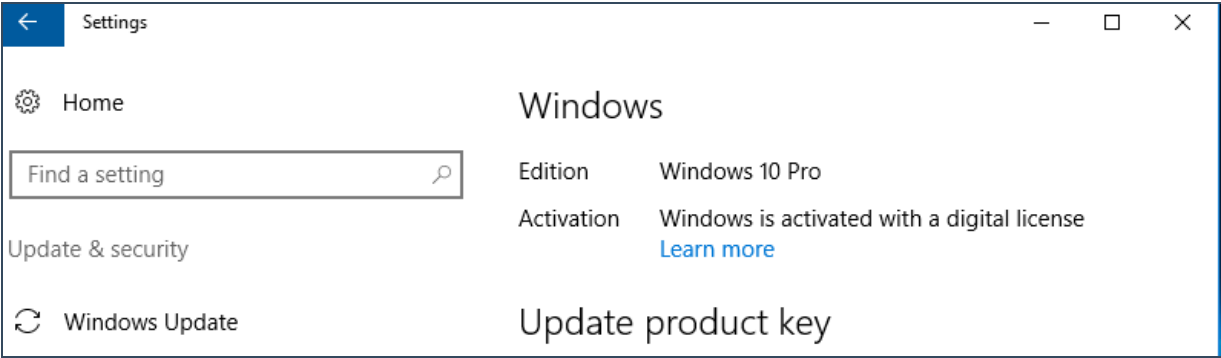 Settings
Home
Find a setting
Update & security
Windows Update
Windows
Edition Windows 10 Pro
Activation Windows is activated with a digital license
Learn more
Update product key